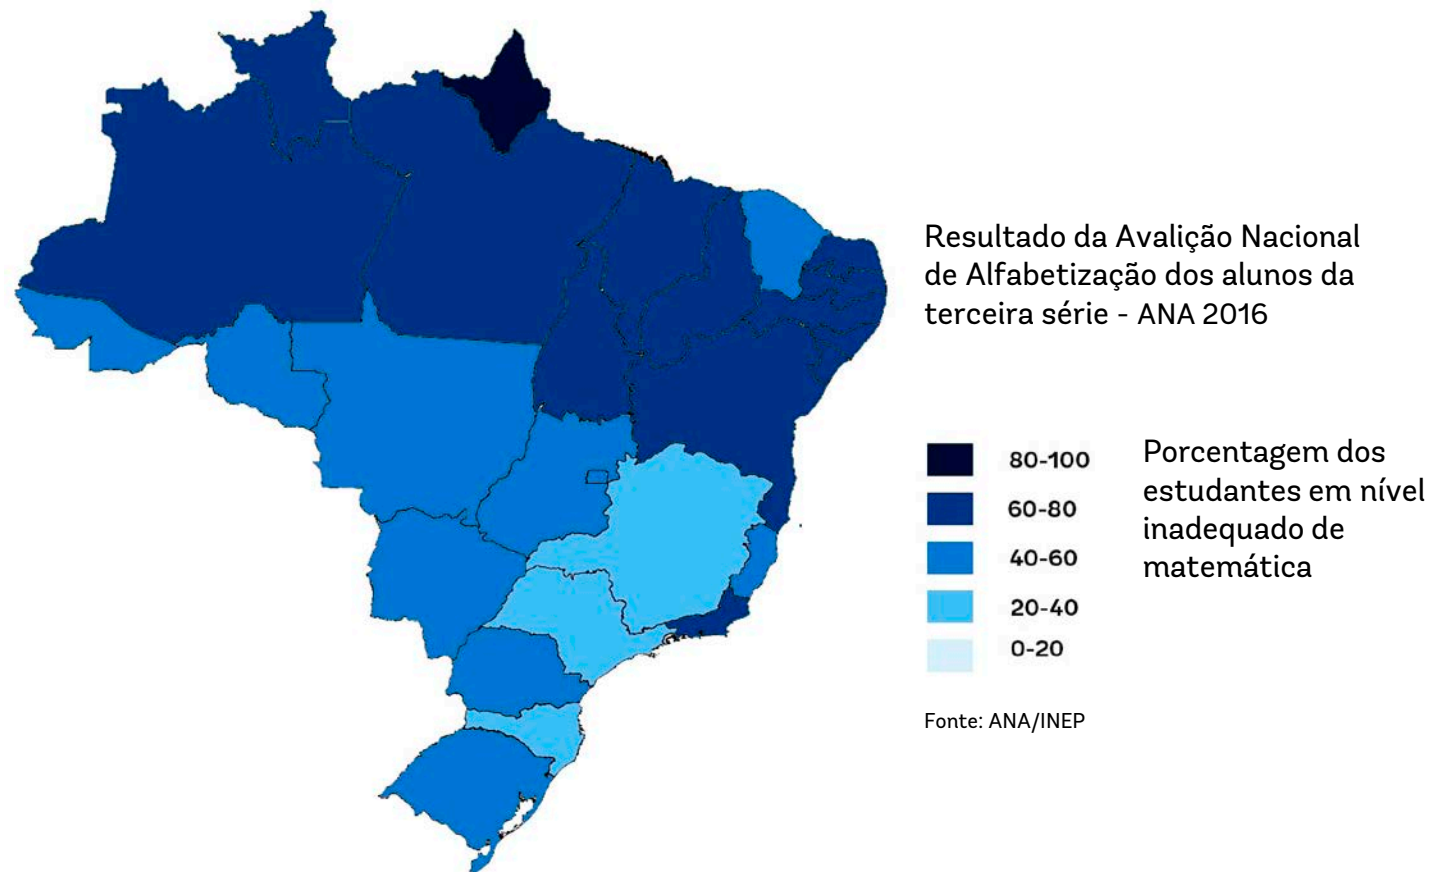 Resultado da Avalição Nacional
de Alfabetização dos alunos da
terceira série - ANA 2016
80-100
60-80
40-60
20-40
0-20
Porcentagem dos
estudantes em nível
inadequado de
matemática
Fonte: ANA/INEP